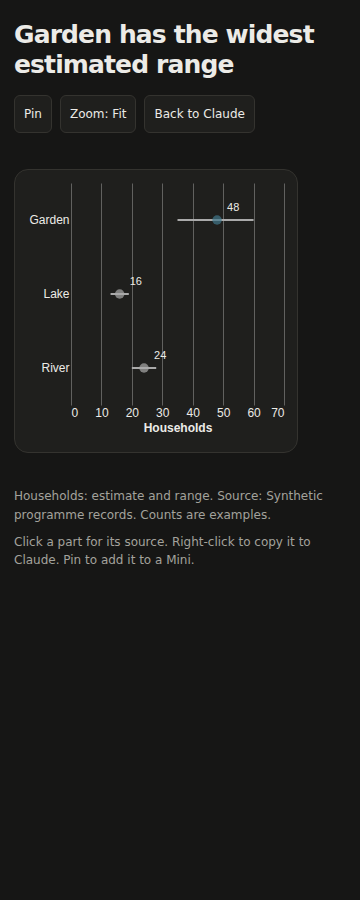 Garden has the widest
estimated range
Pin
Zoom: Fit
Back to Claude
48
Garden
16
Lake
24
River
0 10 20 30 40 50 60 70
Households
Households: estimate and range. Source: Synthetic
programme records. Counts are examples.
Click a part for its source. Right-click to copy it to
Claude. Pin to add it to a Mini.